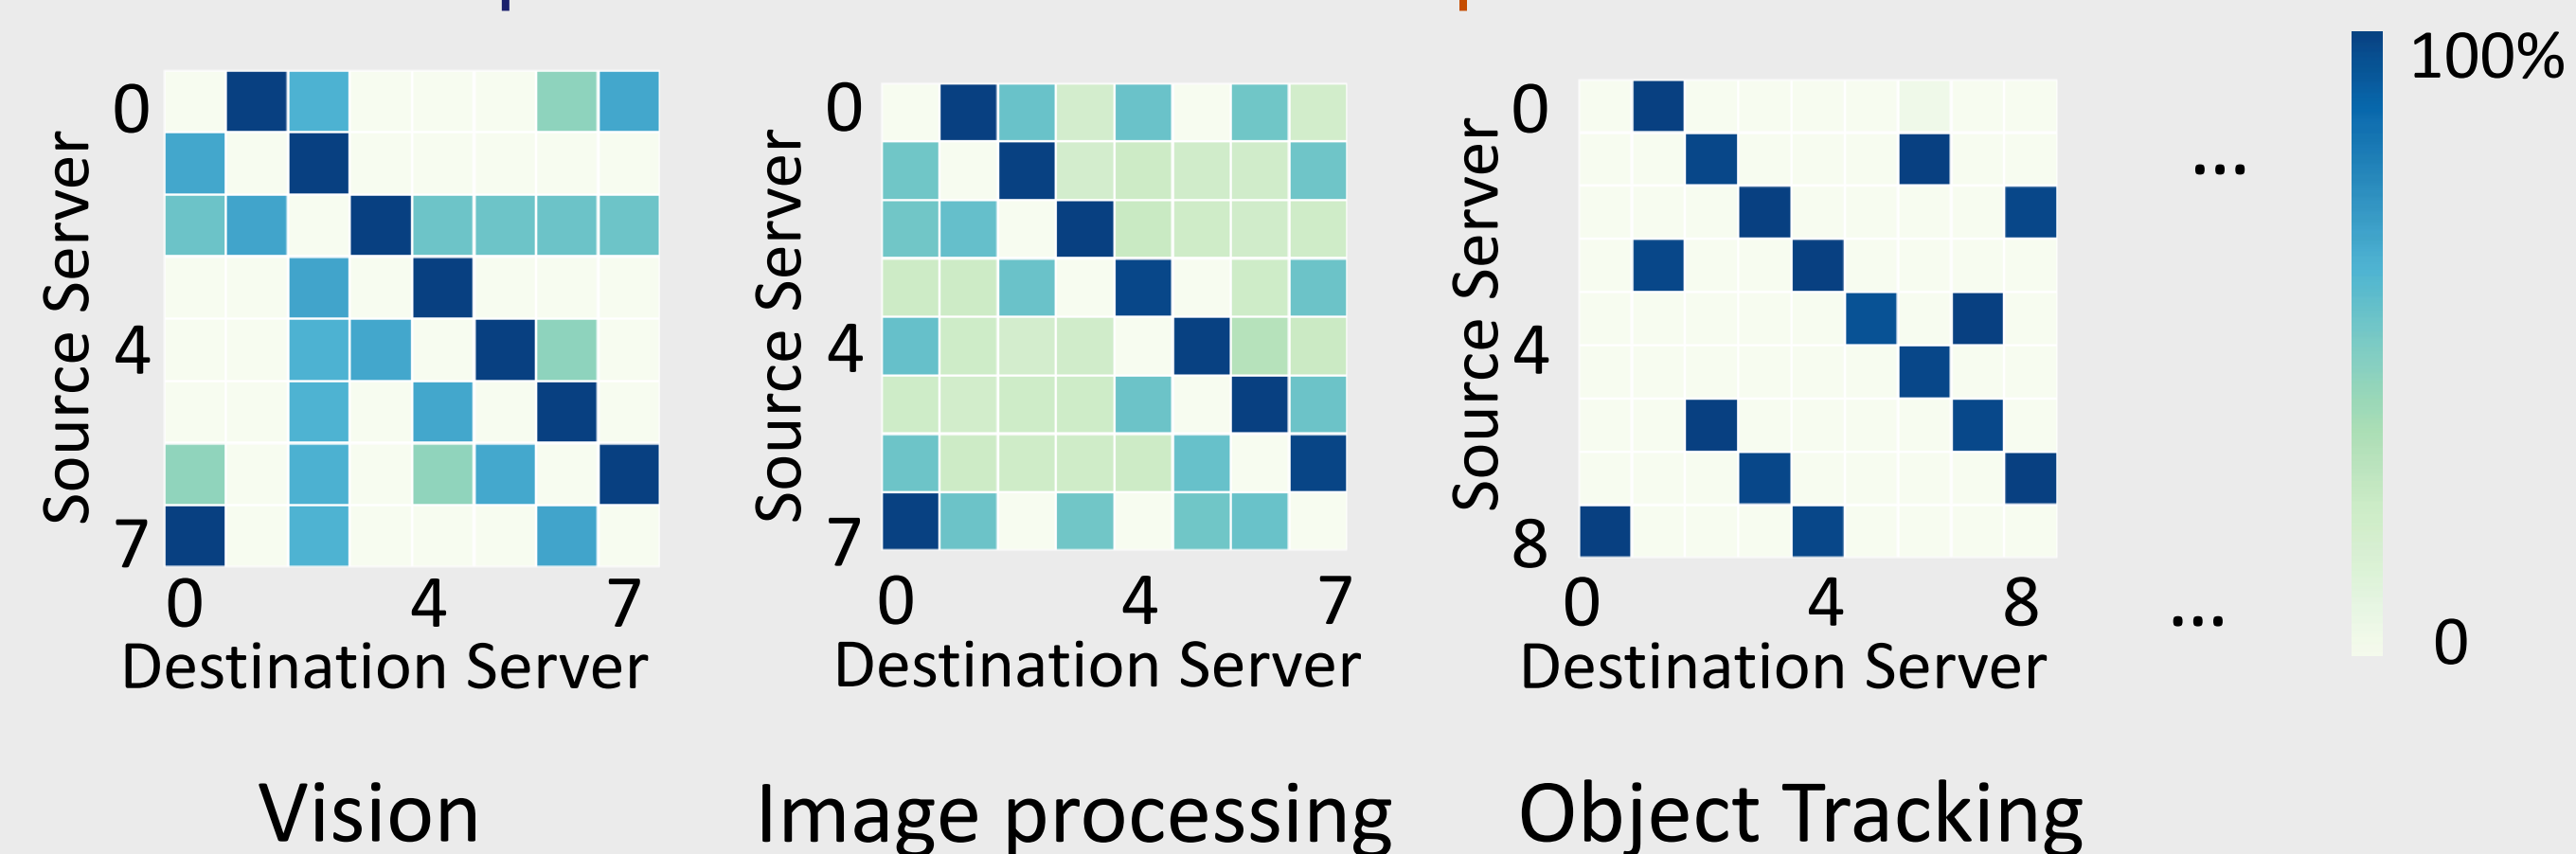 Source Server
0
4
7
0 4 7
Destination Server
Vision
Source Server
0
4
7
0 4 7
Destination Server
Image processing
Source Server
0
4
8
0 4 8
Destination Server
Object Tracking
...
...
100%
0